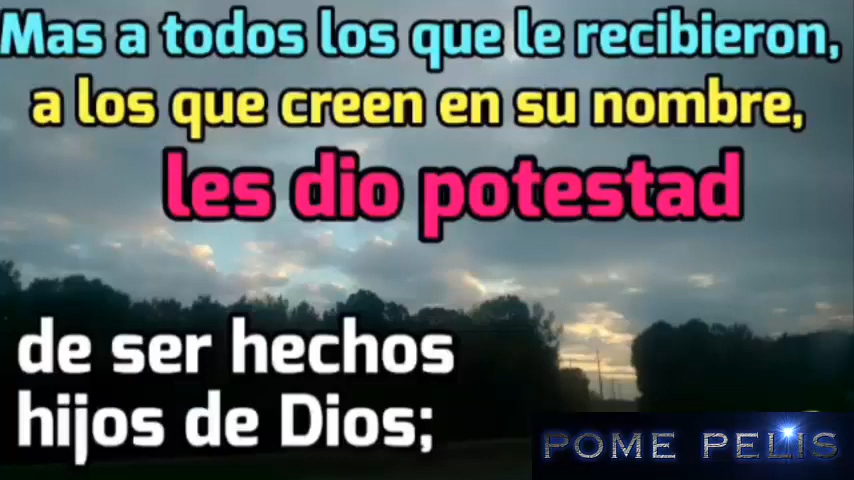 Mas a todos los que le recibieron,
a los que creen en su nombre,
les dio potestad
de ser hechos
hijos de Dios;
POME PELIS